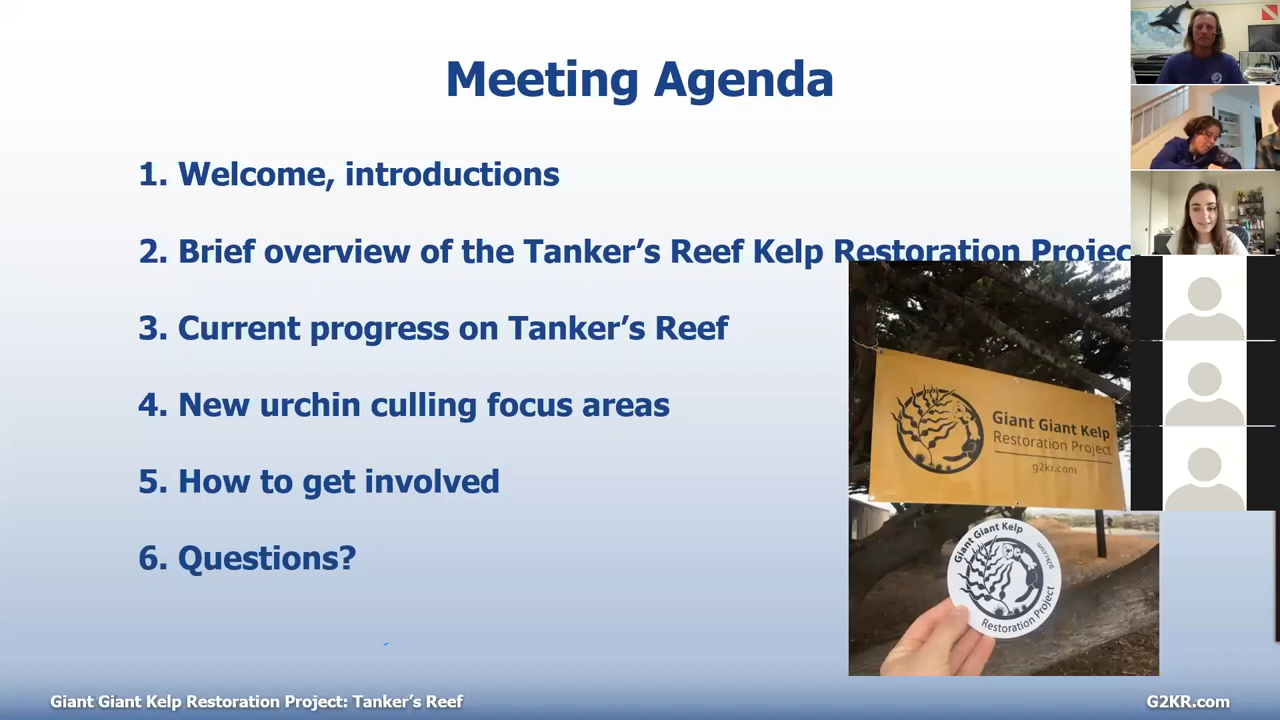 Meeting Agenda
1. Welcome, introductions
2. Brief overview of the Tanker’s Reef Kelp Restoration Projec
3. Current progress on Tanker’s Reef
4. New urchin culling focus areas
5. How to get involved
6. Questions?
Giant Giant Kelp
Restoration Project
g2kr.com
Giant Giant Kelp
g2kr.com
Restoration Project
Giant Giant Kelp Restoration Project: Tanker’s Reef
G2KR.com